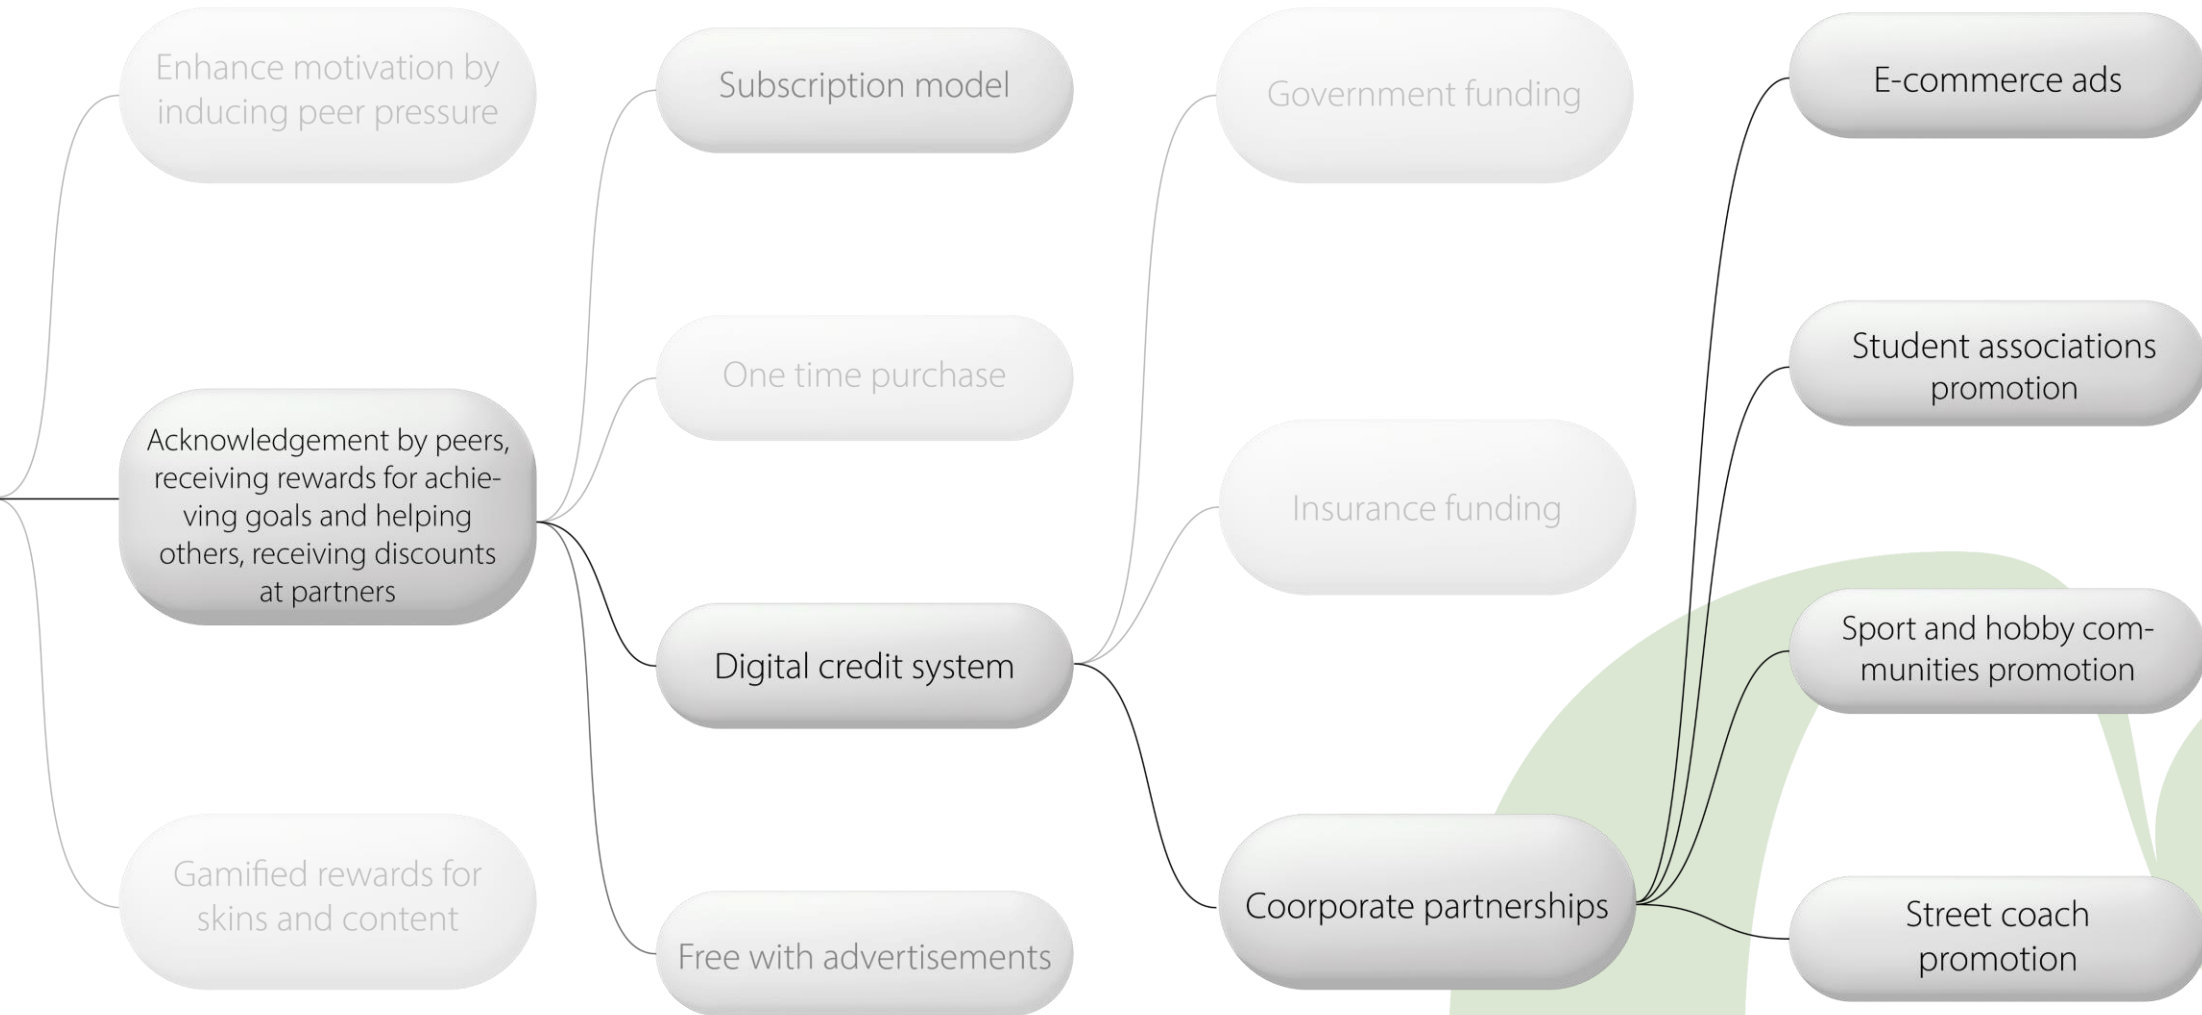 Enhance motivation by
inducing peer pressure
Acknowledgement by peers,
receiving rewards for achie-
ving goals and helping
others, receiving discounts
at partners
Gamified rewards for
skins and content
Subscription model
One time purchase
Digital credit system
Free with advertisements
Government funding
Insurance funding
Coorporate partnerships
E-commerce ads
Student associations
promotion
Sport and hobby com-
munities promotion
Street coach
promotion